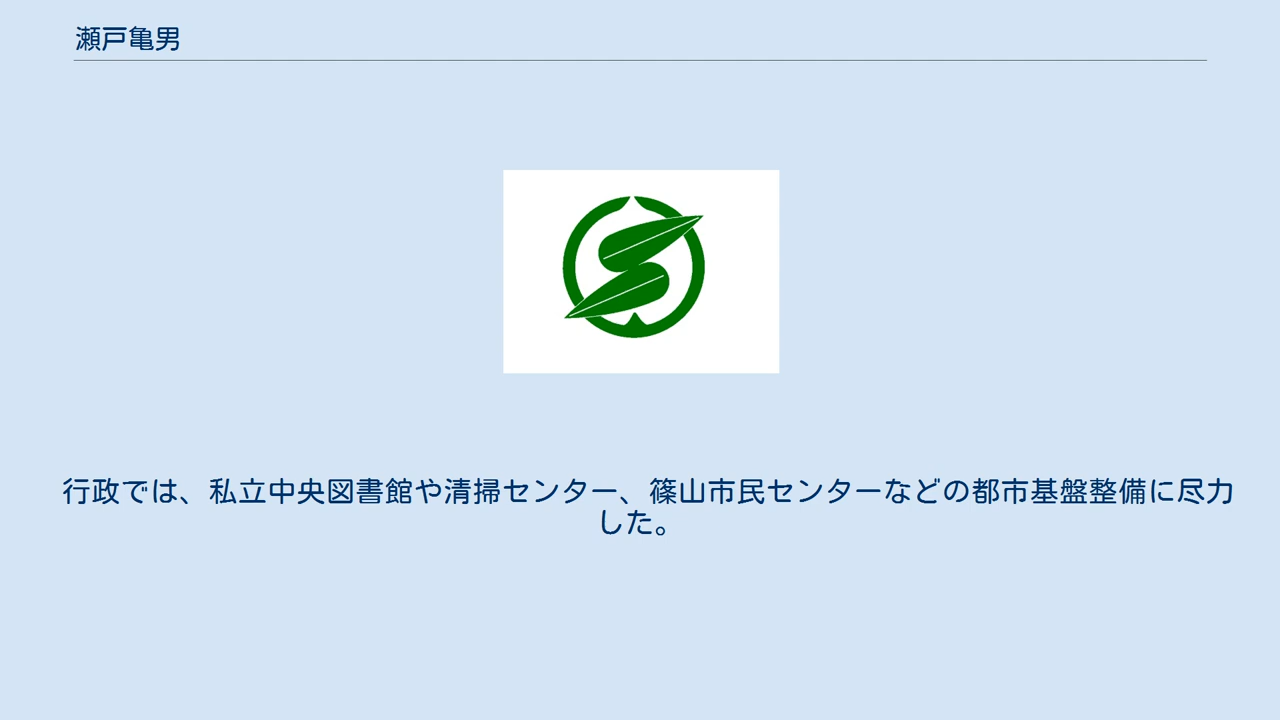 瀬戸亀男
行政では、私立中央図書館や清掃センター、篠山市民センターなどの都市基盤整備に尽力
した。